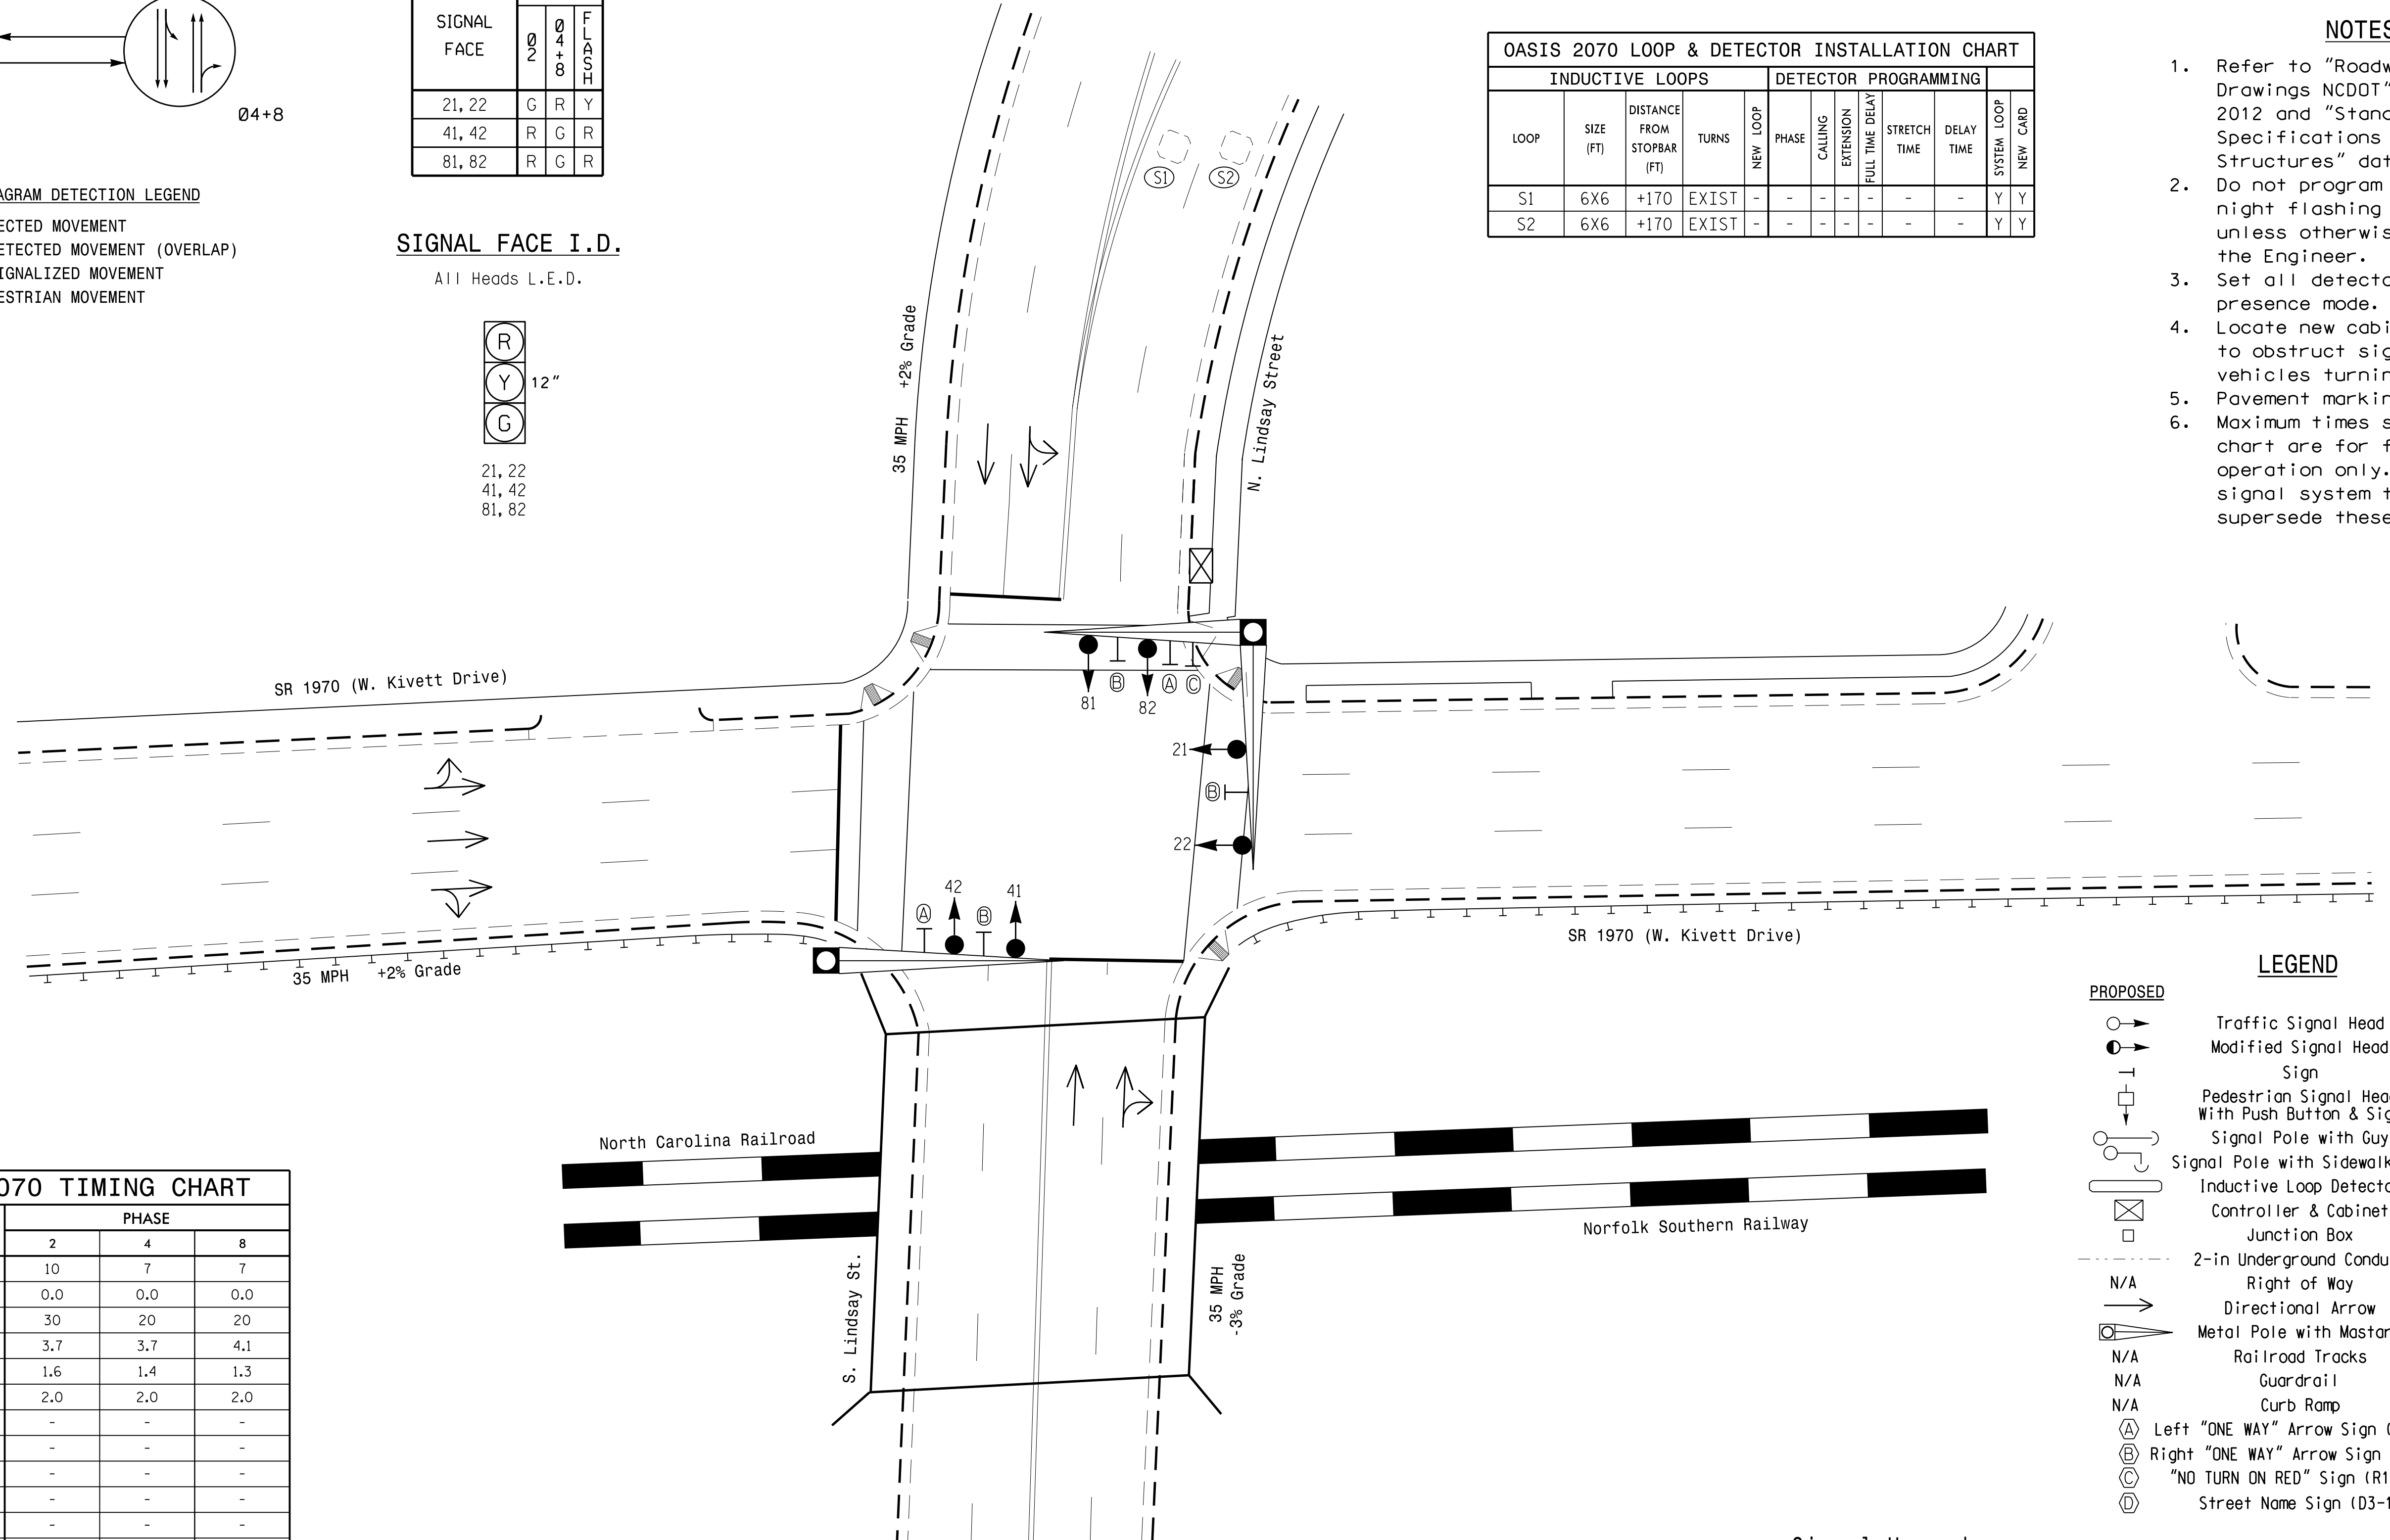 Ø4+8
AGRAM DETECTION LEGEND
ECTED MOVEMENT
ETECTED MOVEMENT (OVERLAP)
IGNALIZED MOVEMENT
ESTRIAN MOVEMENT
SIGNAL FACE Ø2 Ø4+8 FLASH
21, 22 G R Y
41, 42 R G R
81, 82 R G R
SIGNAL FACE I.D.
All Heads L.E.D.
R
Y 12"
G
21, 22
41, 42
81, 82
35 MPH +2% Grade
N. Lindsay Street
S1 S2
OASIS 2070 LOOP & DETECTOR INSTALLATION CHART
INDUCTIVE LOOPS DETECTOR PROGRAMMING
LOOP SIZE (FT) DISTANCE FROM STOPBAR (FT) TURNS NEW LOOP PHASE CALLING EXTENSION FULL TIME DELAY STRETCH TIME DELAY TIME SYSTEM LOOP NEW CARD
S1 6X6 +170 EXIST - - - - - - - Y Y
S2 6X6 +170 EXIST - - - - - - - Y Y
NOTES
1. Refer to "Roadw
Drawings NCDOT"
2012 and "Stand
Specifications
Structures" dat
2. Do not program
night flashing
unless otherwis
the Engineer.
3. Set all detecto
presence mode.
4. Locate new cabi
to obstruct sig
vehicles turnin
5. Pavement markin
6. Maximum times s
chart are for f
operation only.
signal system t
supersede these
SR 1970 (W. Kivett Drive)
81 B 82 A C
21
B
22
A 42 B 41
35 MPH +2% Grade
SR 1970 (W. Kivett Drive)
North Carolina Railroad
Norfolk Southern Railway
S. Lindsay St.
35 MPH
-3% Grade
070 TIMING CHART
PHASE
2 4 8
10 7 7
0.0 0.0 0.0
30 20 20
3.7 3.7 4.1
1.6 1.4 1.3
2.0 2.0 2.0
- - -
- - -
- - -
- - -
- - -
LEGEND
PROPOSED
Traffic Signal Head
Modified Signal Head
Sign
Pedestrian Signal Head
With Push Button & Sig
Signal Pole with Guy
Signal Pole with Sidewalk
Inductive Loop Detecto
Controller & Cabinet
Junction Box
2-in Underground Condu
N/A Right of Way
Directional Arrow
Metal Pole with Mastar
N/A Railroad Tracks
N/A Guardrail
N/A Curb Ramp
A Left "ONE WAY" Arrow Sign (
B Right "ONE WAY" Arrow Sign
C "NO TURN ON RED" Sign (R1
D Street Name Sign (D3-1